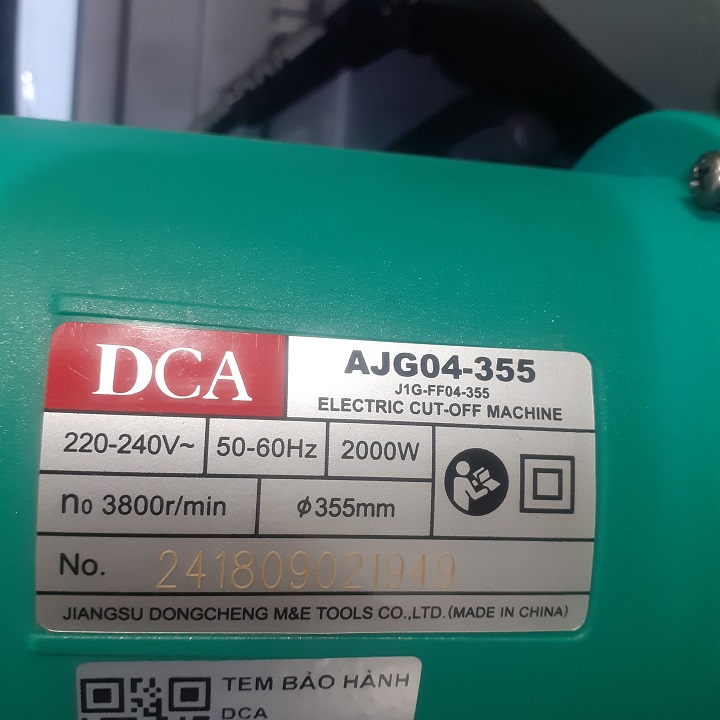 DCA
AJG04-355
J1G-FF04-355
ELECTRIC CUT-OFF MACHINE
220-240V~ 50-60Hz 2000W
n0 3800r/min ϕ355mm
No. 241809021949
JIANGSU DONGCHENG M&E TOOLS CO.,LTD.(MADE IN CHINA)
TEM BẢO HÀNH
DCA